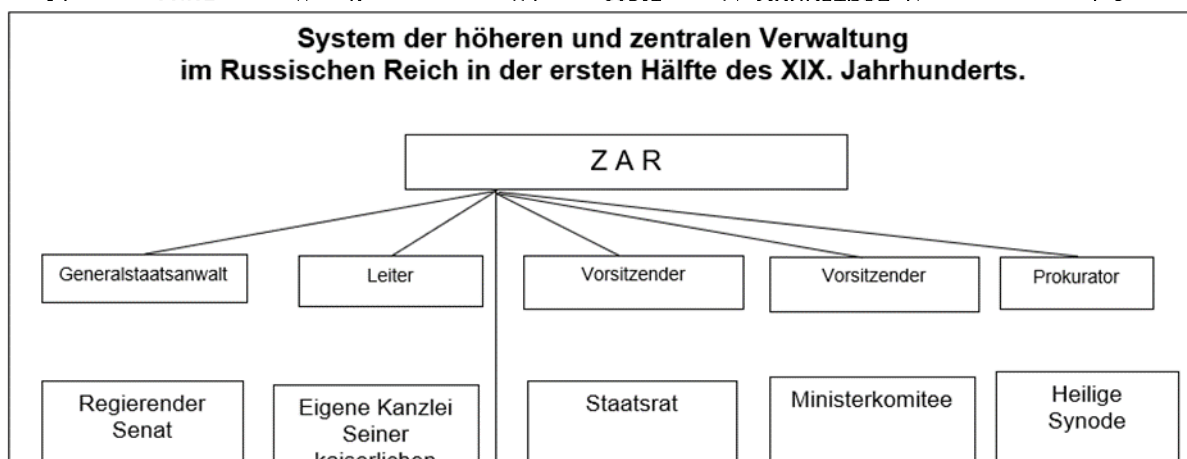 System der höheren und zentralen Verwaltung
im Russischen Reich in der ersten Hälfte des XIX. Jahrhunderts.
Z A R
Generalstaatsanwalt
Leiter
Vorsitzender
Vorsitzender
Prokurator
Regierender
Senat
Eigene Kanzlei
Seiner
kaiserlichen
Staatsrat
Ministerkomitee
Heilige
Synode